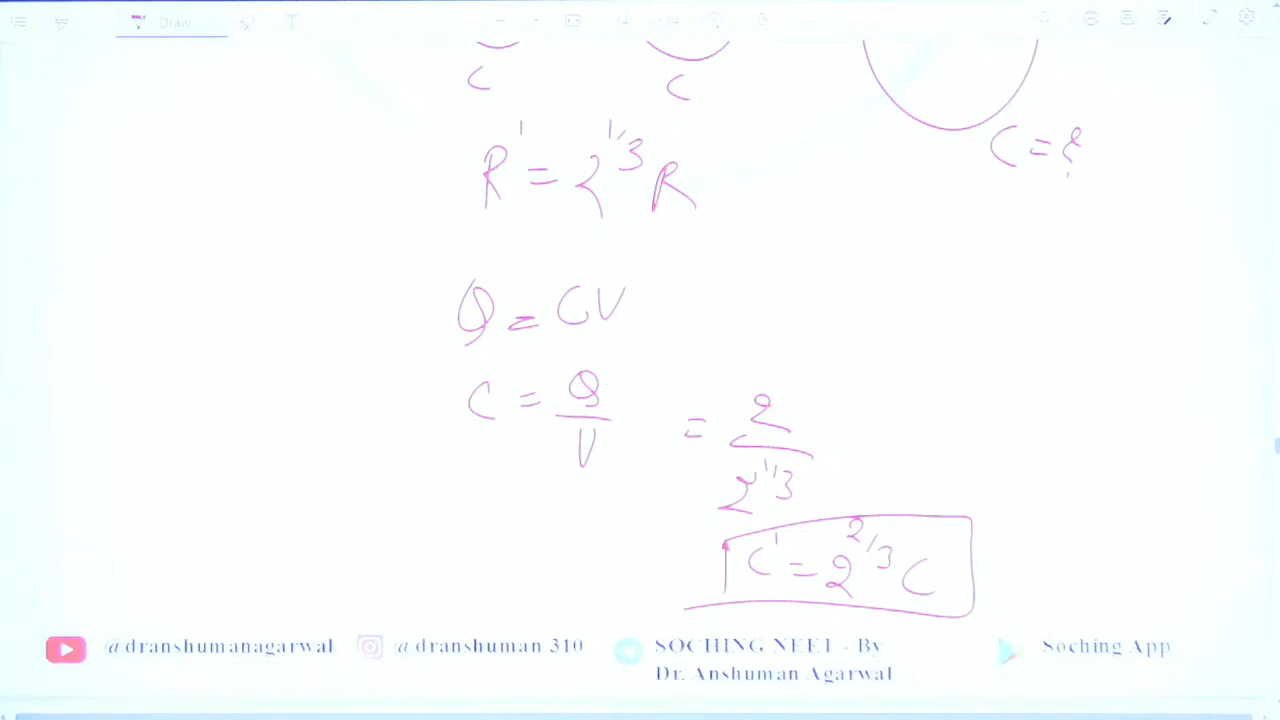 Draw
C C
C = ?
R' = 2^{1/3} R
Q = CV
C = Q/V = 2/2^{1/3}
C' = 2^{2/3} C
@dranshumanagarwal @dranshuman 310 SOCHING NEET - By Dr. Anshuman Agarwal Soching App